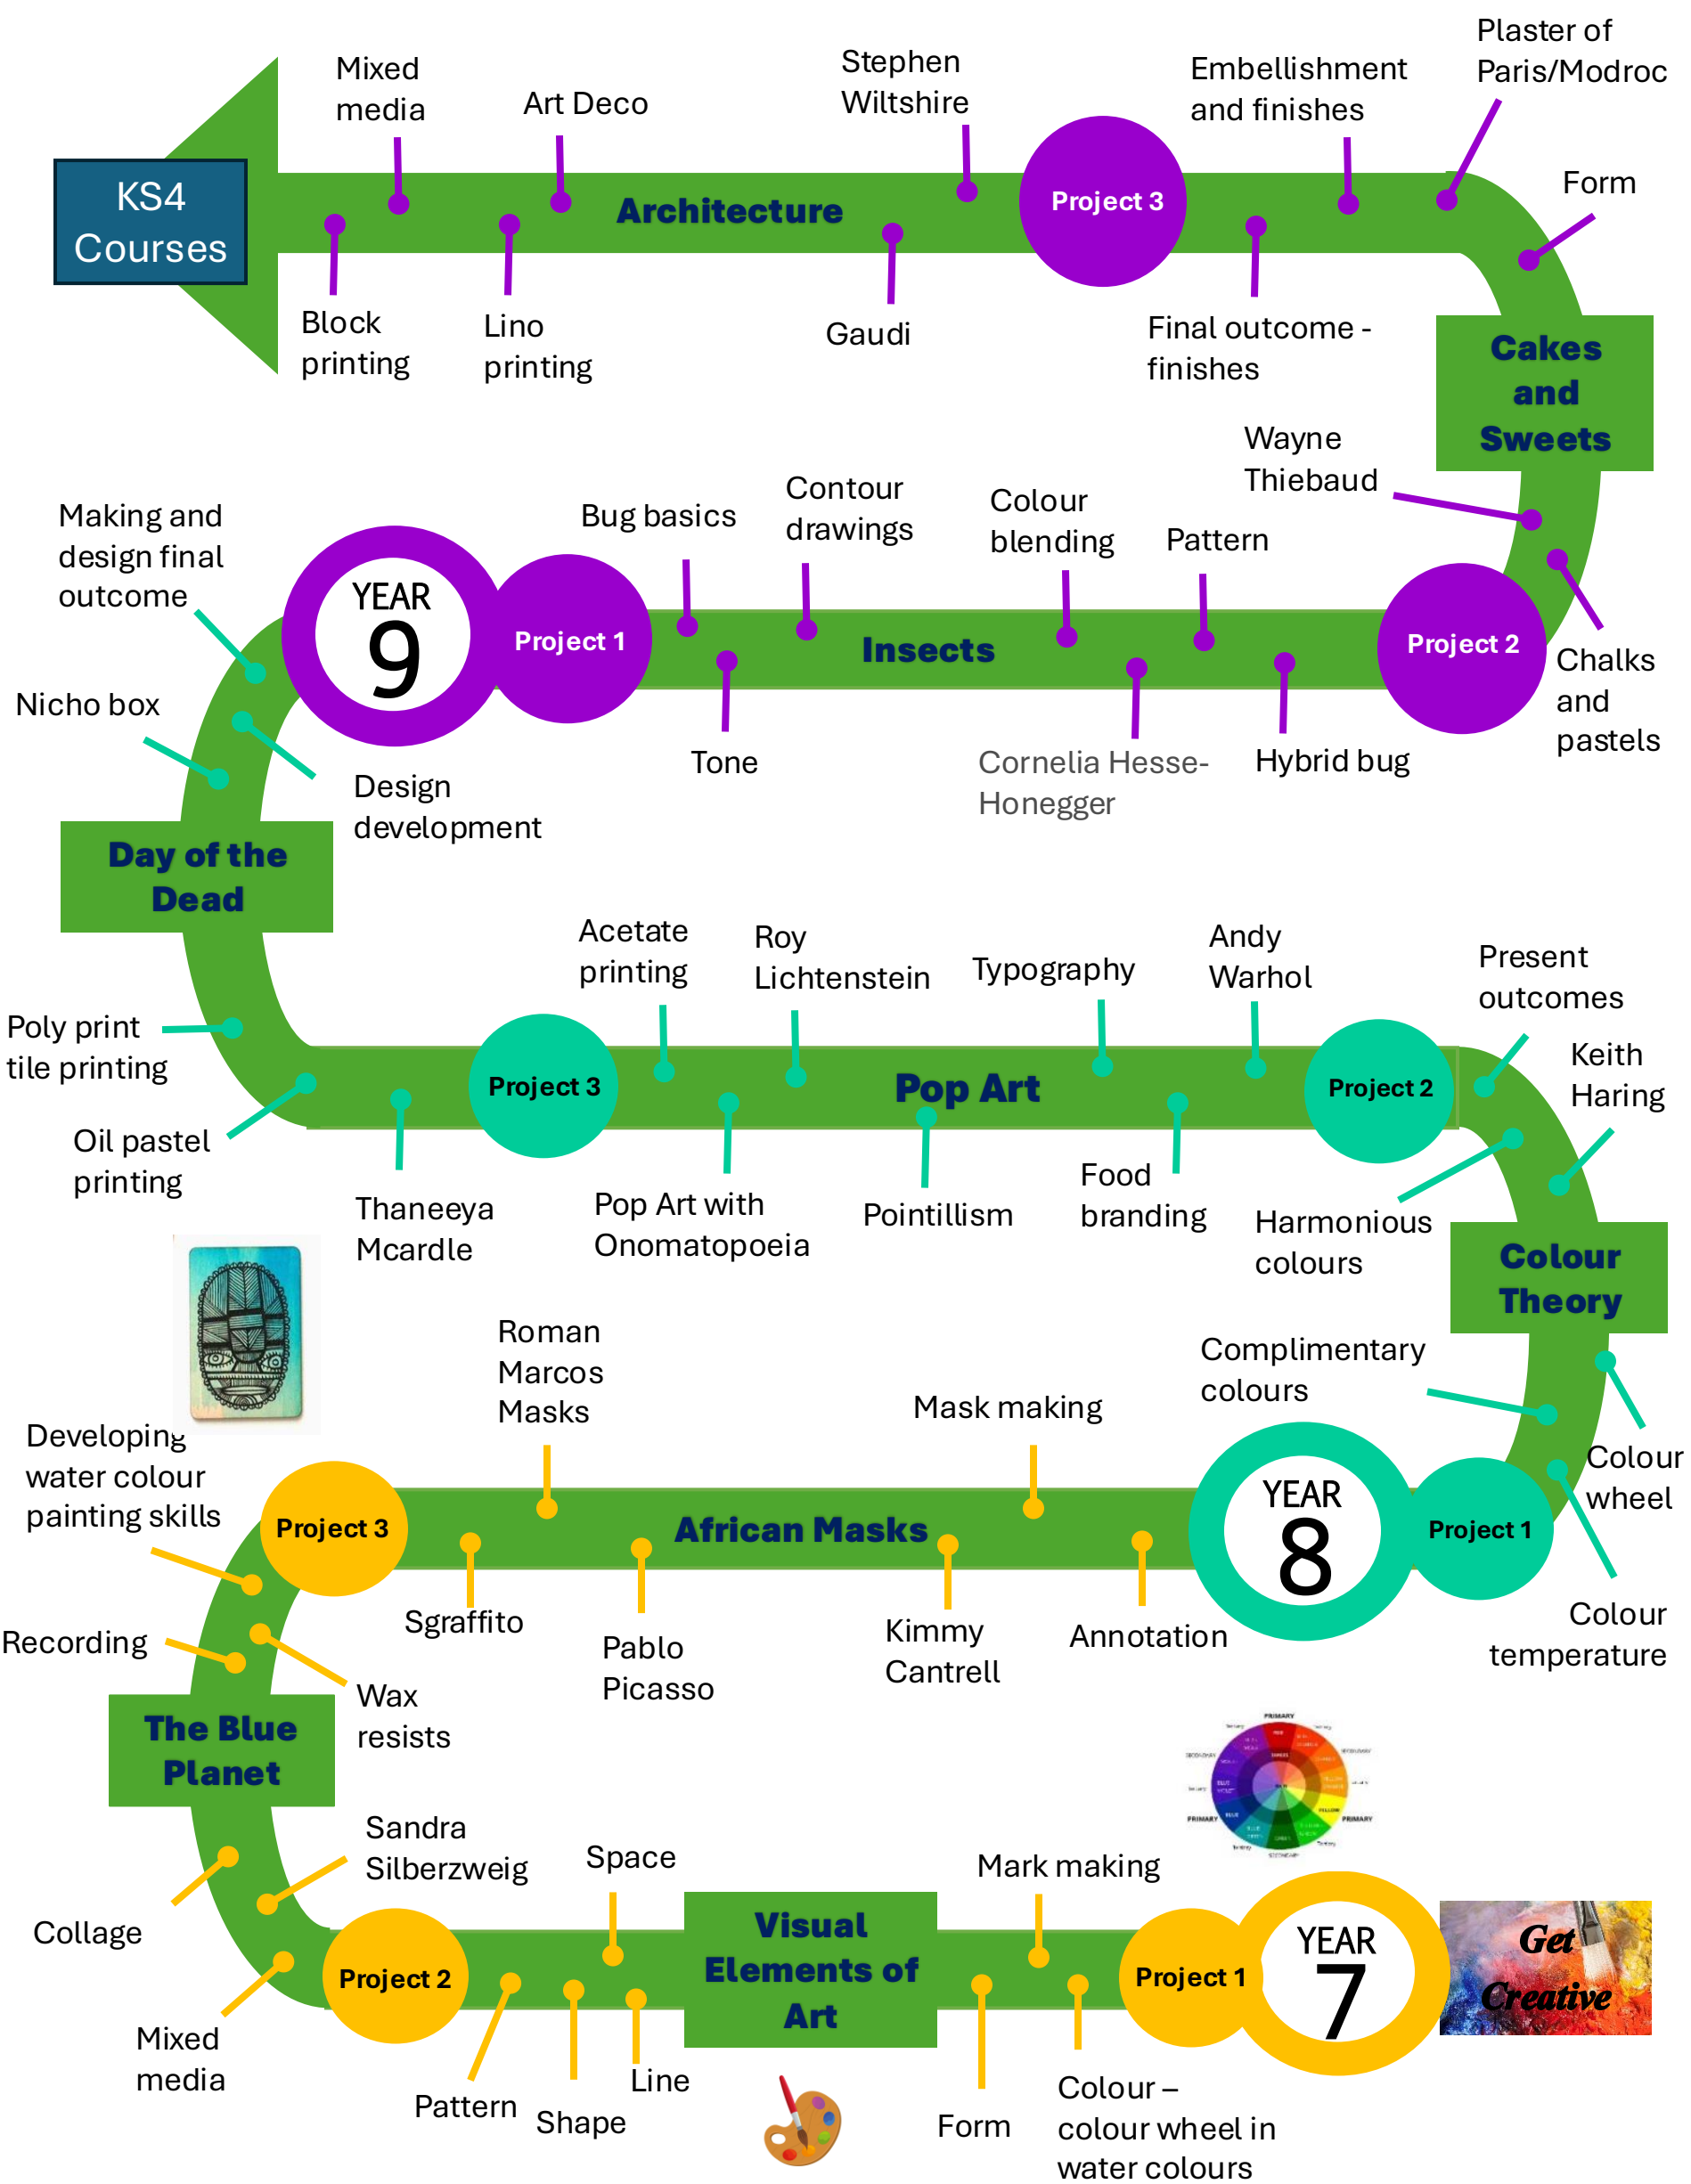 Plaster of
Paris/Modroc
Mixed
media
Art Deco
Stephen
Wiltshire
Embellishment
and finishes
Form
KS4
Courses
Architecture
Project 3
Block
printing
Lino
printing
Gaudi
Final outcome -
finishes
Cakes
and
Sweets
Wayne
Thiebaud
Making and
design final
outcome
Bug basics
Contour
drawings
Colour
blending
Pattern
YEAR
9
Project 1
Insects
Project 2
Chalks
and
pastels
Nicho box
Tone
Cornelia Hesse-
Honegger
Hybrid bug
Design
development
Day of the
Dead
Acetate
printing
Roy
Lichtenstein
Typography
Andy
Warhol
Present
outcomes
Keith
Haring
Poly print
tile printing
Project 3
Pop Art
Project 2
Oil pastel
printing
Thaneeya
Mcardle
Pop Art with
Onomatopoeia
Pointillism
Food
branding
Harmonious
colours
Colour
Theory
Roman
Marcos
Masks
Mask making
Complimentary
colours
Colour
wheel
Developing
water colour
painting skills
Project 3
African Masks
YEAR
8
Project 1
Colour
temperature
Recording
Sgraffito
Pablo
Picasso
Kimmy
Cantrell
Annotation
Wax
resists
The Blue
Planet
PRIMARY
PRIMARY
PRIMARY
Sandra
Silberzweig
Space
Mark making
Collage
Visual
Elements of
Art
Project 2
Project 1
YEAR
7
Get
Creative
Mixed
media
Pattern
Shape
Line
Form
Colour –
colour wheel in
water colours